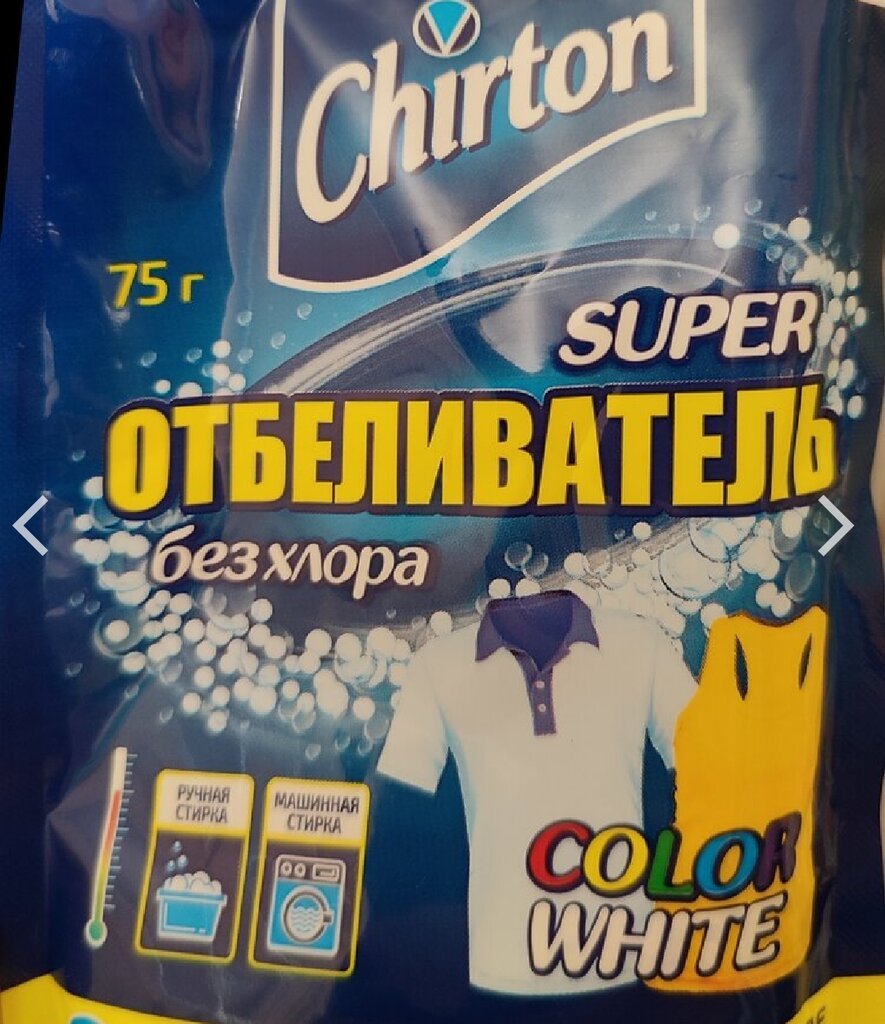 Chirton
75 г
SUPER
ОТБЕЛИВАТЕЛЬ
без хлора
РУЧНАЯ
СТИРКА
МАШИННАЯ
СТИРКА
COLOR
WHITE